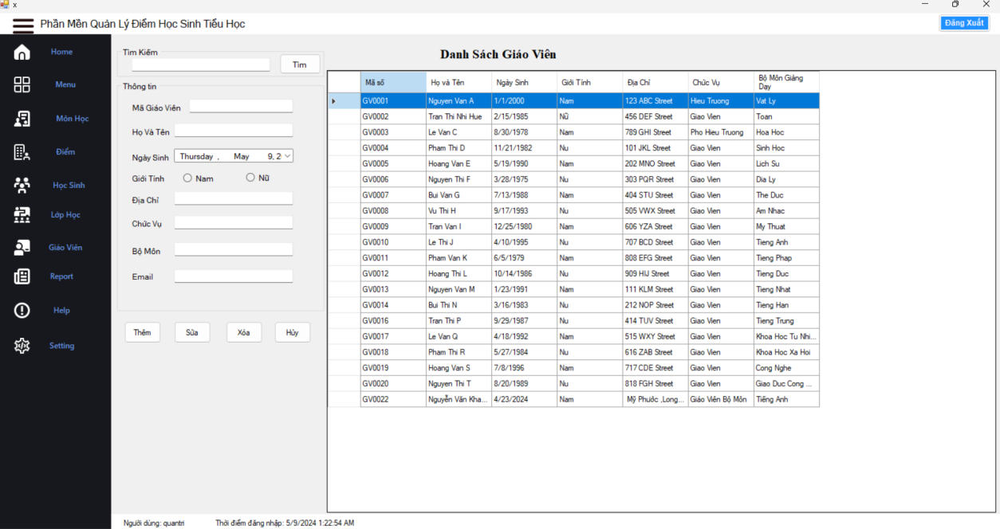 x
Phần Mền Quản Lý Điểm Học Sinh Tiểu Học
Đăng Xuất
Home
Menu
Môn Học
Điểm
Học Sinh
Lớp Học
Giáo Viên
Report
Help
Setting
Tìm Kiếm
Tìm
Thông tin
Mã Giáo Viên
Họ Và Tên
Ngày Sinh Thursday , May 9, 2
Giới Tính Nam Nữ
Địa Chỉ
Chức Vụ
Bộ Môn
Email
Thêm Sửa Xóa Hủy
Danh Sách Giáo Viên
Mã số Họ và Tên Ngày Sinh Giới Tính Địa Chỉ Chức Vụ Bộ Môn Giảng Dạy
GV0001 Nguyen Van A 1/1/2000 Nam 123 ABC Street Hieu Truong Vat Ly
GV0002 Tran Thi Nhi Hue 2/15/1985 Nữ 456 DEF Street Giao Vien Toan
GV0003 Le Van C 8/30/1978 Nam 789 GHI Street Pho Hieu Truong Hoa Hoc
GV0004 Pham Thi D 11/21/1982 Nu 101 JKL Street Giao Vien Sinh Hoc
GV0005 Hoang Van E 5/19/1990 Nam 202 MNO Street Giao Vien Lich Su
GV0006 Nguyen Thi F 3/28/1975 Nu 303 PQR Street Giao Vien Dia Ly
GV0007 Bui Van G 7/13/1988 Nam 404 STU Street Giao Vien The Duc
GV0008 Vu Thi H 9/17/1993 Nu 505 VWX Street Giao Vien Am Nhac
GV0009 Tran Van I 12/25/1980 Nam 606 YZA Street Giao Vien My Thuat
GV0010 Le Thi J 4/10/1995 Nu 707 BCD Street Giao Vien Tieng Anh
GV0011 Pham Van K 6/5/1979 Nam 808 EFG Street Giao Vien Tieng Phap
GV0012 Hoang Thi L 10/14/1986 Nu 909 HIJ Street Giao Vien Tieng Duc
GV0013 Nguyen Van M 1/23/1991 Nam 111 KLM Street Giao Vien Tieng Nhat
GV0014 Bui Thi N 3/16/1983 Nu 212 NOP Street Giao Vien Tieng Han
GV0016 Tran Thi P 9/29/1987 Nu 414 TUV Street Giao Vien Tieng Trung
GV0017 Le Van Q 4/18/1992 Nam 515 WXY Street Giao Vien Khoa Hoc Tu Nhi...
GV0018 Pham Thi R 5/27/1984 Nu 616 ZAB Street Giao Vien Khoa Hoc Xa Hoi
GV0019 Hoang Van S 7/8/1996 Nam 717 CDE Street Giao Vien Cong Nghe
GV0020 Nguyen Thi T 8/20/1989 Nu 818 FGH Street Giao Vien Giao Duc Cong ...
GV0022 Nguyễn Văn Kha... 4/23/2024 Nam Mỹ Phước ,Long... Giáo Viên Bộ Môn Tiếng Anh
Người dùng: quantri Thời điểm đăng nhập: 5/9/2024 1:22:54 AM